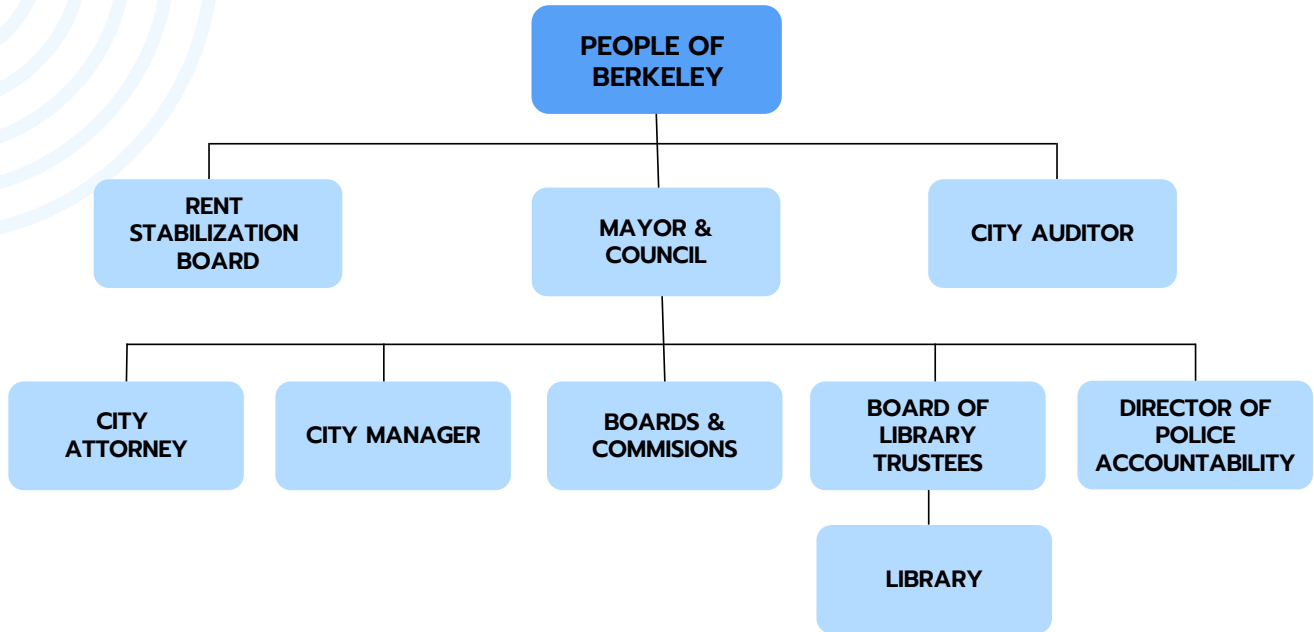 PEOPLE OF
BERKELEY
RENT
STABILIZATION
BOARD
MAYOR &
COUNCIL
CITY AUDITOR
CITY
ATTORNEY
CITY MANAGER
BOARDS &
COMMISIONS
BOARD OF
LIBRARY
TRUSTEES
DIRECTOR OF
POLICE
ACCOUNTABILITY
LIBRARY